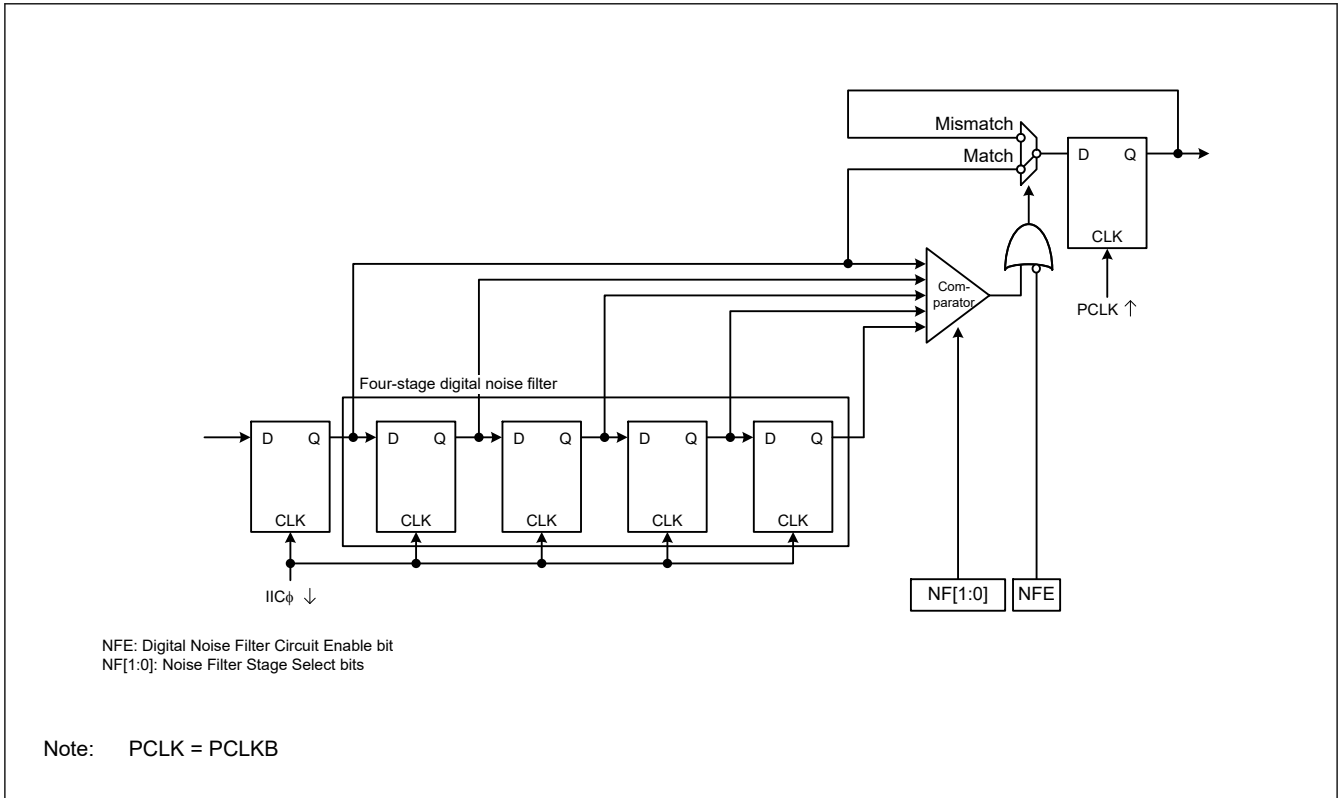 Mismatch
Match
D Q
CLK
PCLK ↑
Com-
parator
Four-stage digital noise filter
D Q D Q D Q D Q D Q
CLK CLK CLK CLK CLK
IICϕ ↓
NF[1:0] NFE
NFE: Digital Noise Filter Circuit Enable bit
NF[1:0]: Noise Filter Stage Select bits
Note: PCLK = PCLKB